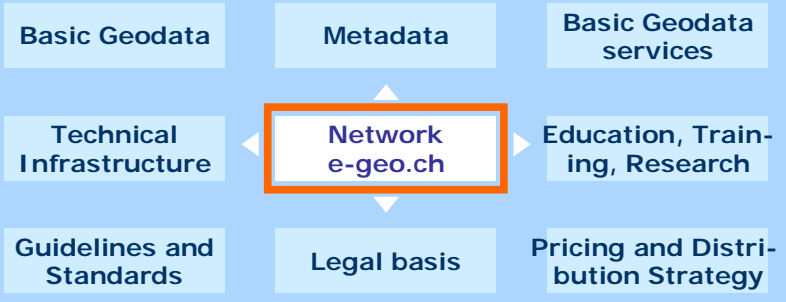 Basic Geodata
Metadata
Basic Geodata
services
Technical
Infrastructure
Network
e-geo.ch
Education, Train-
ing, Research
Guidelines and
Standards
Legal basis
Pricing and Distri-
bution Strategy